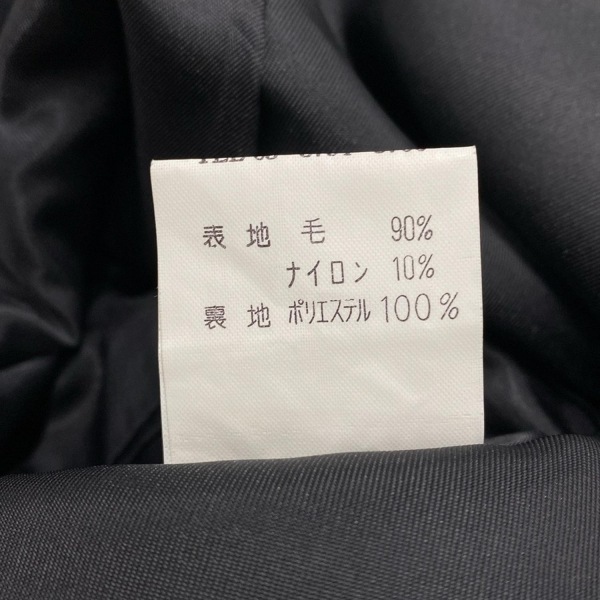 表地 毛 90%
ナイロン 10%
裏地 ポリエステル 100%